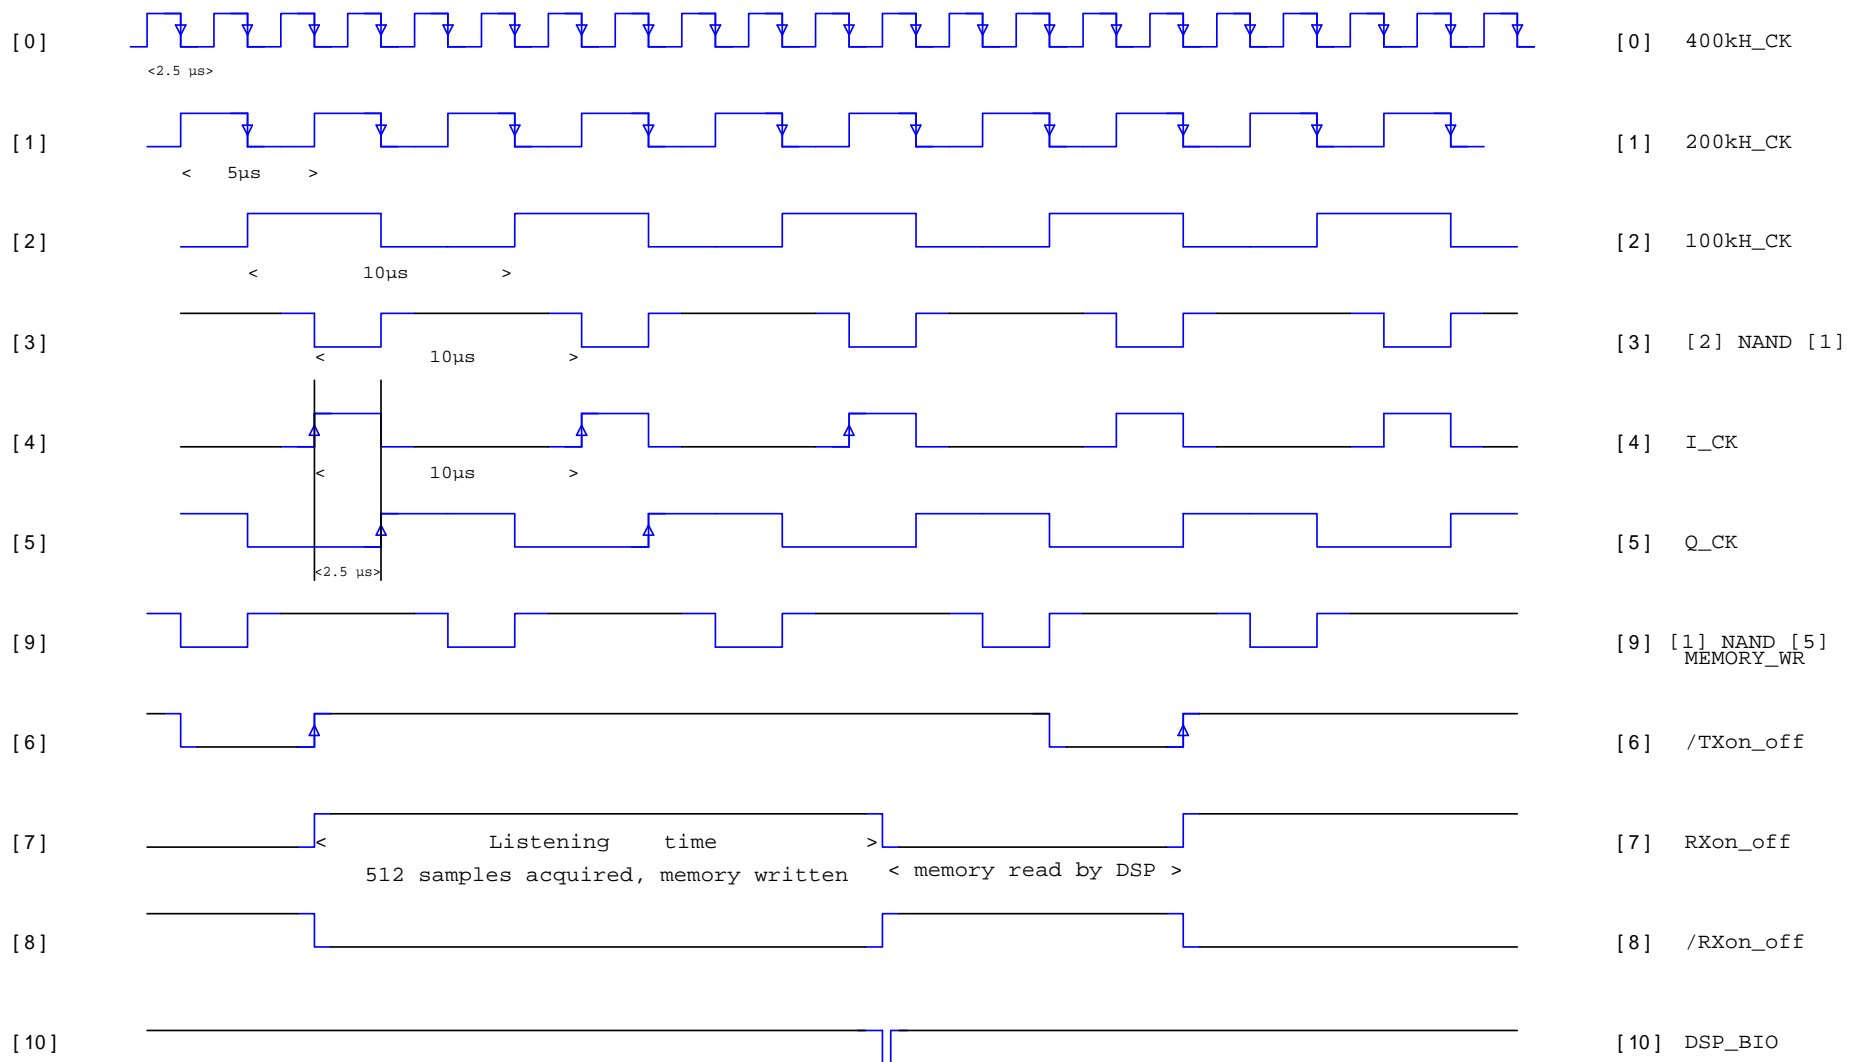 [0] [0] 400kH_CK
<2.5 µs>
[1] [1] 200kH_CK
< 5µs >
[2] [2] 100kH_CK
< 10µs >
[3] [3] [2] NAND [1]
< 10µs >
[4] [4] I_CK
< 10µs >
[5] [5] Q_CK
<2.5 µs>
[9] [9] [1] NAND [5]
MEMORY_WR
[6] [6] /TXon_off
[7] < Listening time > [7] RXon_off
512 samples acquired, memory written < memory read by DSP >
[8] [8] /RXon_off
[10] [10] DSP_BIO